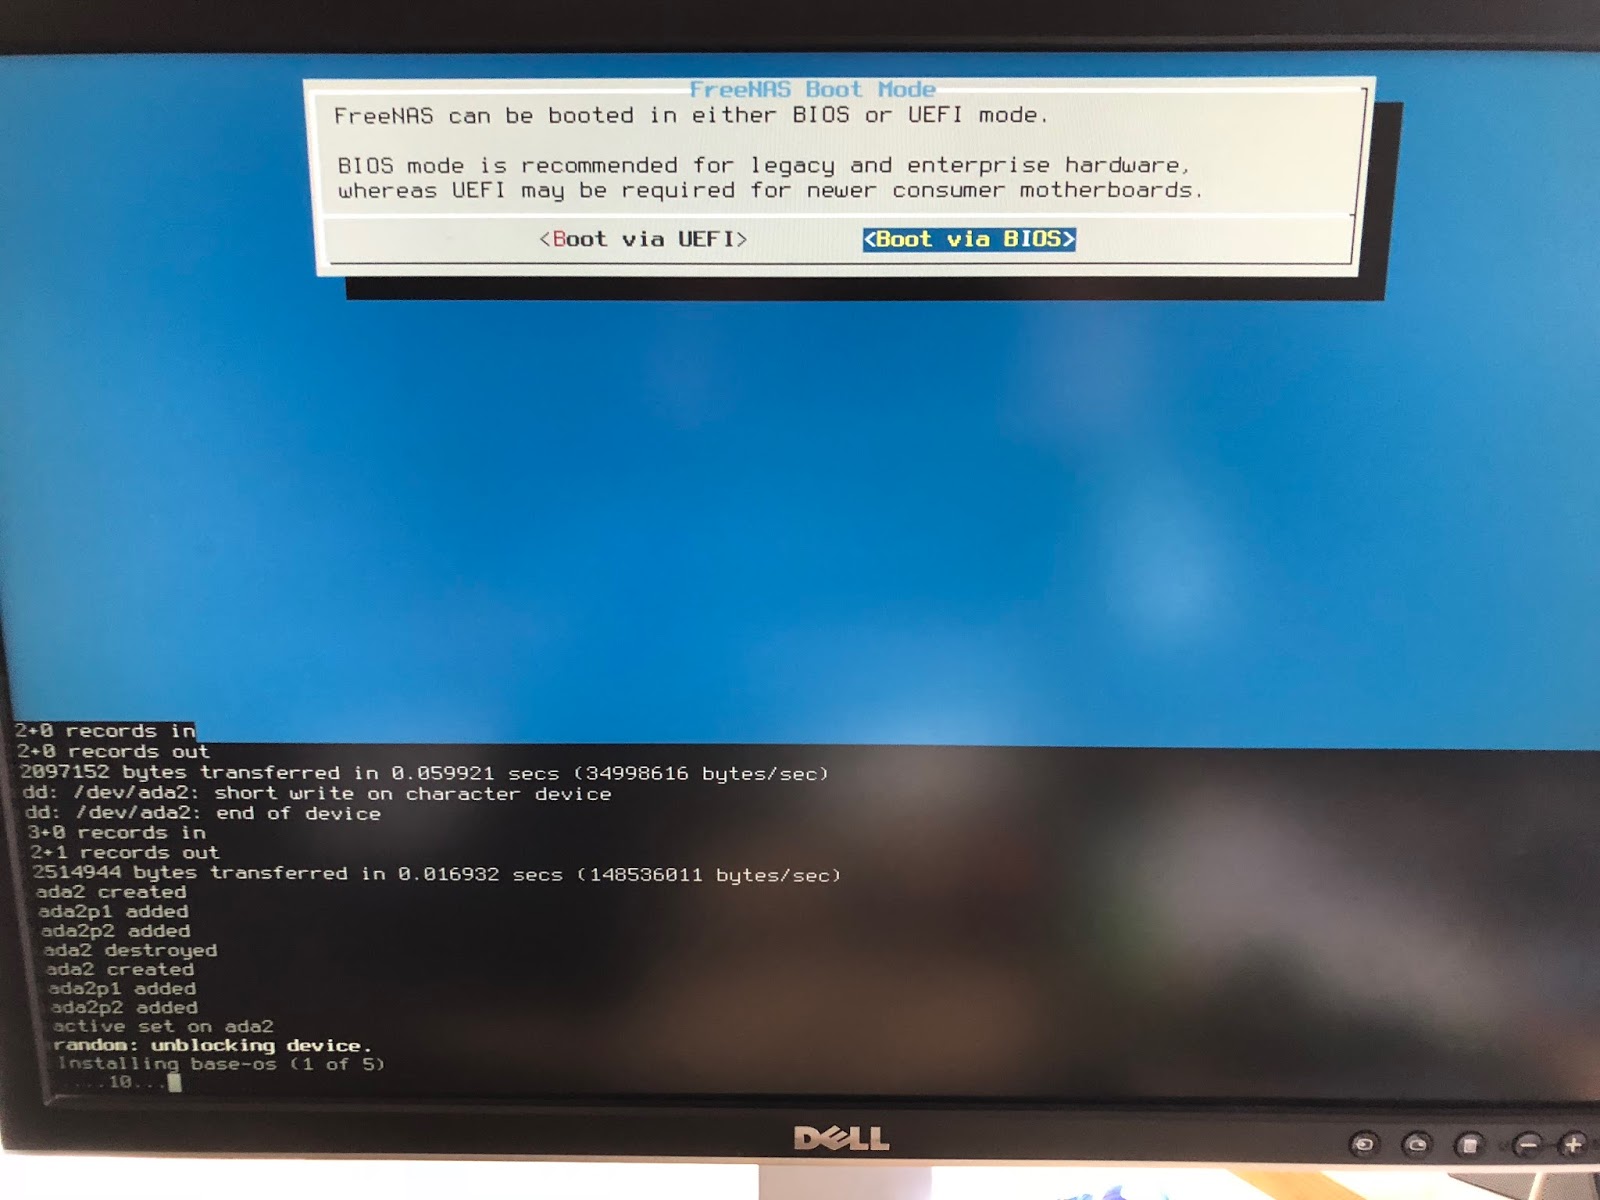 FreeNAS Boot Mode
FreeNAS can be booted in either BIOS or UEFI mode.
BIOS mode is recommended for legacy and enterprise hardware,
whereas UEFI may be required for newer consumer motherboards.
<Boot via UEFI> <Boot via BIOS>
2+0 records in
2+0 records out
2097152 bytes transferred in 0.059921 secs (34998616 bytes/sec)
dd: /dev/ada2: short write on character device
dd: /dev/ada2: end of device
3+0 records in
2+1 records out
2514944 bytes transferred in 0.016932 secs (148536011 bytes/sec)
ada2 created
ada2p1 added
ada2p2 added
ada2 destroyed
ada2 created
ada2p1 added
ada2p2 added
active set on ada2
random: unblocking device.
Installing base-os (1 of 5)
.....10...
DELL